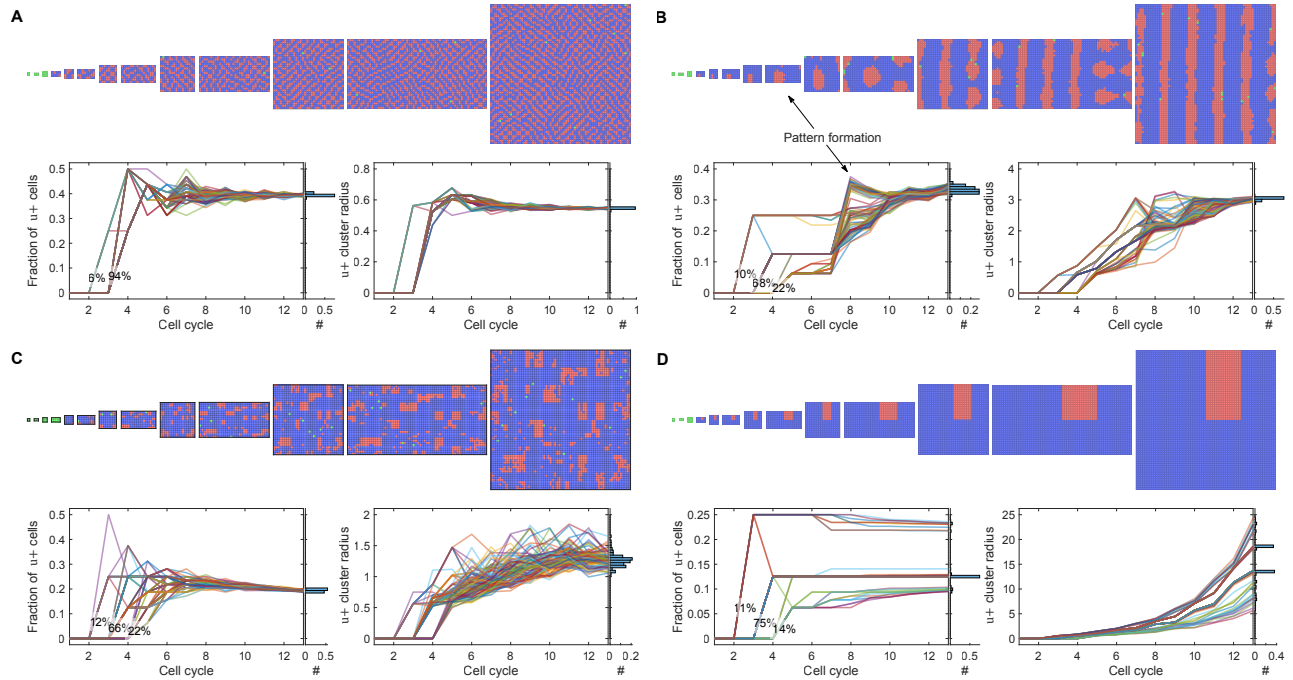 A
B
Pattern formation
0.5
0.4
0.3
0.2
0.1
0
Fraction of u+ cells
6%
94%
2 4 6 8 10 12 0 0.5
Cell cycle
#
0.8
0.6
0.4
0.2
0
u+ cluster radius
2 4 6 8 10 12 0 1
Cell cycle
#
0.4
0.3
0.2
0.1
0
Fraction of u+ cells
10%
68%
22%
2 4 6 8 10 12 0 0.2
Cell cycle
#
4
3
2
1
0
u+ cluster radius
2 4 6 8 10 12 0 0.5
Cell cycle
#
C
D
0.5
0.4
0.3
0.2
0.1
0
Fraction of u+ cells
12%
66%
22%
2 4 6 8 10 12 0 0.5
Cell cycle
#
2
1.5
1
0.5
0
u+ cluster radius
2 4 6 8 10 12 0 0.2
Cell cycle
#
0.25
0.2
0.15
0.1
0.05
0
Fraction of u+ cells
11%
75%
14%
2 4 6 8 10 12 0 0.5
Cell cycle
#
25
20
15
10
5
0
u+ cluster radius
2 4 6 8 10 12 0 0.4
Cell cycle
#